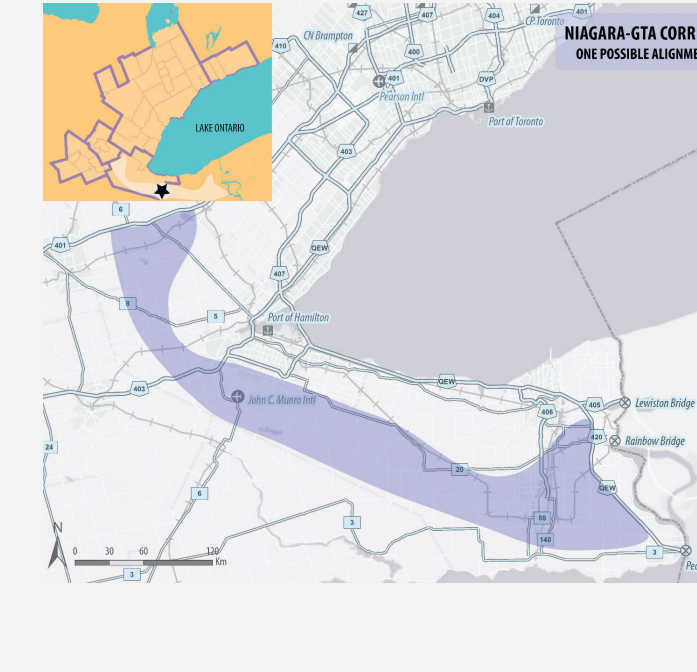 NIAGARA-GTA CORR
ONE POSSIBLE ALIGNME
LAKE ONTARIO
CN Brampton
427
407
404
CP Toronto
401
410
400
401
Pearson Intl
DVP
Port of Toronto
403
6
401
QEW
407
8
5
Port of Hamilton
403
John C. Munro Intl
QEW
405
Lewiston Bridge
406
420
Rainbow Bridge
24
20
QEW
6
3
58
140
3
Pea
N
0 30 60 120
Km
3